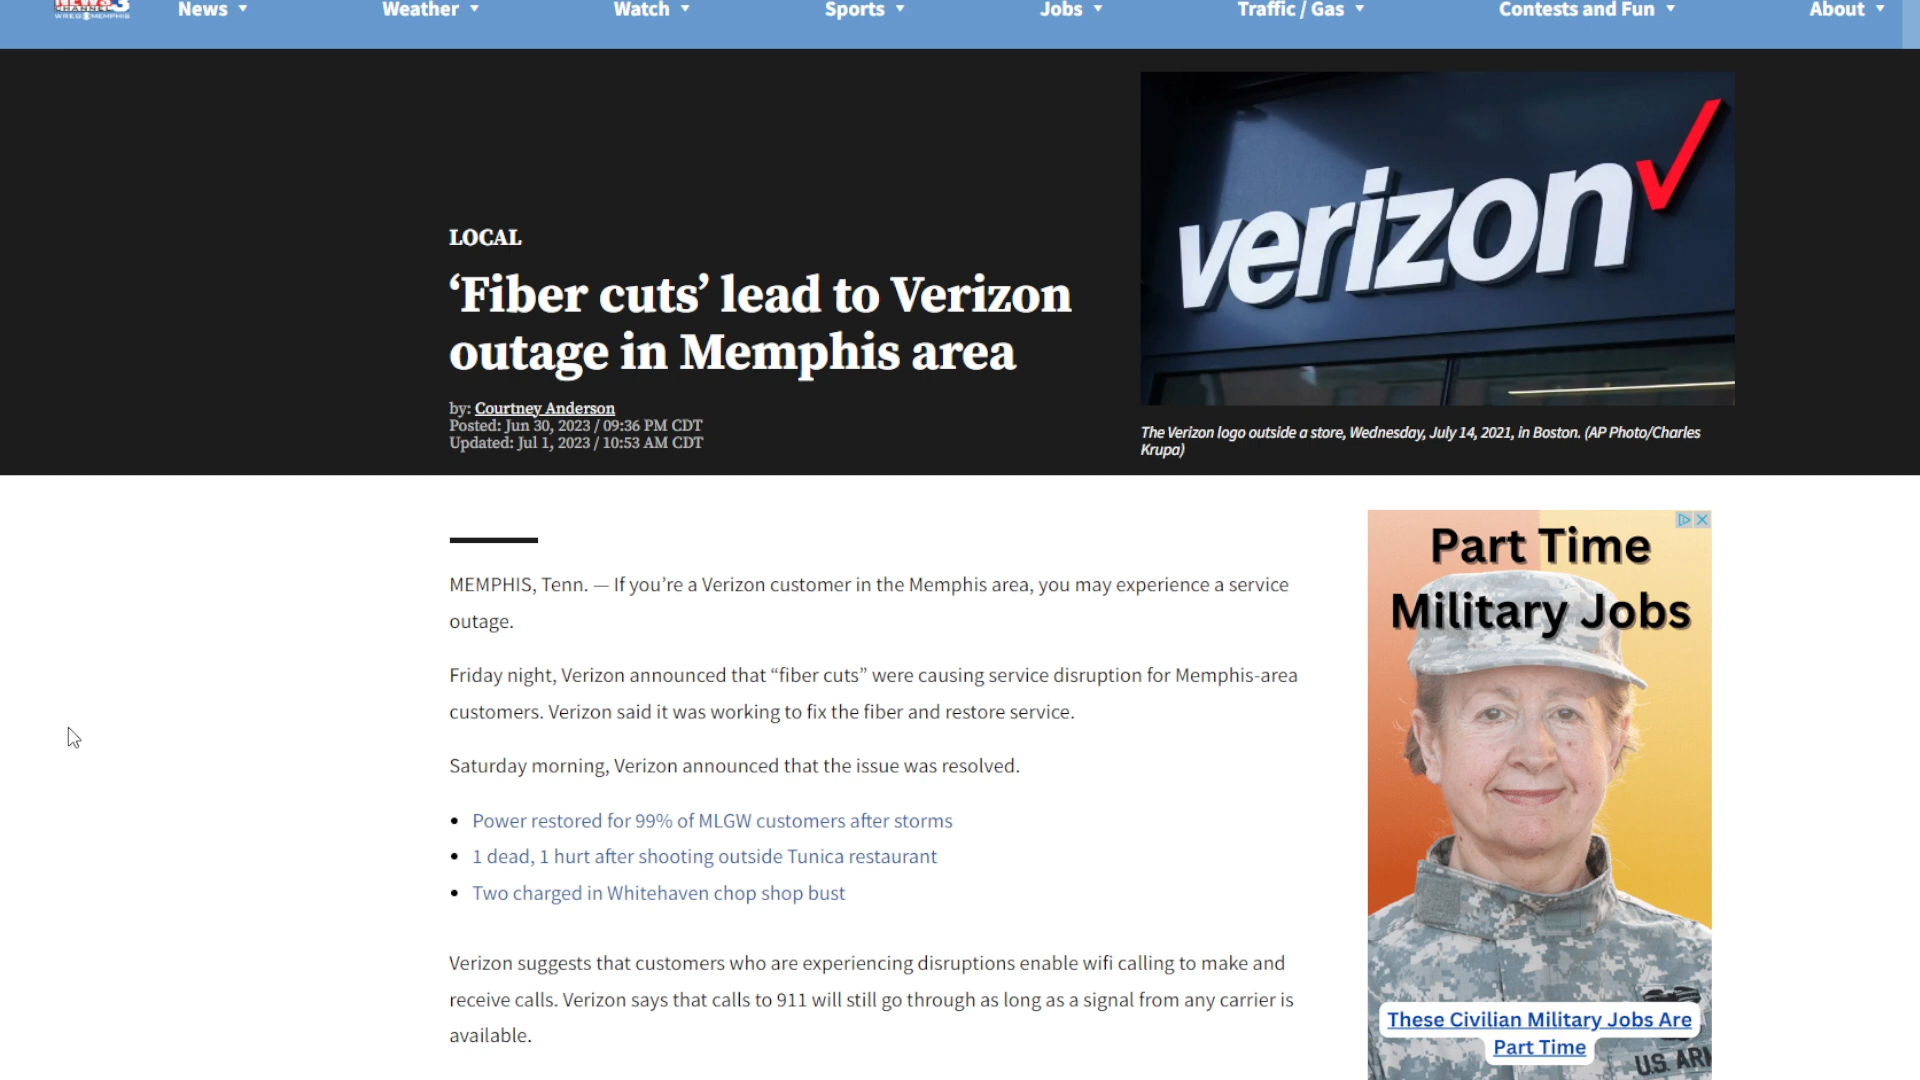 NEWS
CHANNEL 3
WREG MEMPHIS
News
Weather
Watch
Sports
Jobs
Traffic / Gas
Contests and Fun
About
verizon
LOCAL
‘Fiber cuts’ lead to Verizon
outage in Memphis area
by: Courtney Anderson
Posted: Jun 30, 2023 / 09:36 PM CDT
Updated: Jul 1, 2023 / 10:53 AM CDT
The Verizon logo outside a store, Wednesday, July 14, 2021, in Boston. (AP Photo/Charles
Krupa)
MEMPHIS, Tenn. — If you’re a Verizon customer in the Memphis area, you may experience a service
outage.
Friday night, Verizon announced that “fiber cuts” were causing service disruption for Memphis-area
customers. Verizon said it was working to fix the fiber and restore service.
Saturday morning, Verizon announced that the issue was resolved.
Power restored for 99% of MLGW customers after storms
1 dead, 1 hurt after shooting outside Tunica restaurant
Two charged in Whitehaven chop shop bust
Verizon suggests that customers who are experiencing disruptions enable wifi calling to make and
receive calls. Verizon says that calls to 911 will still go through as long as a signal from any carrier is
available.
Part Time
Military Jobs
These Civilian Military Jobs Are
Part Time
U.S. ARM